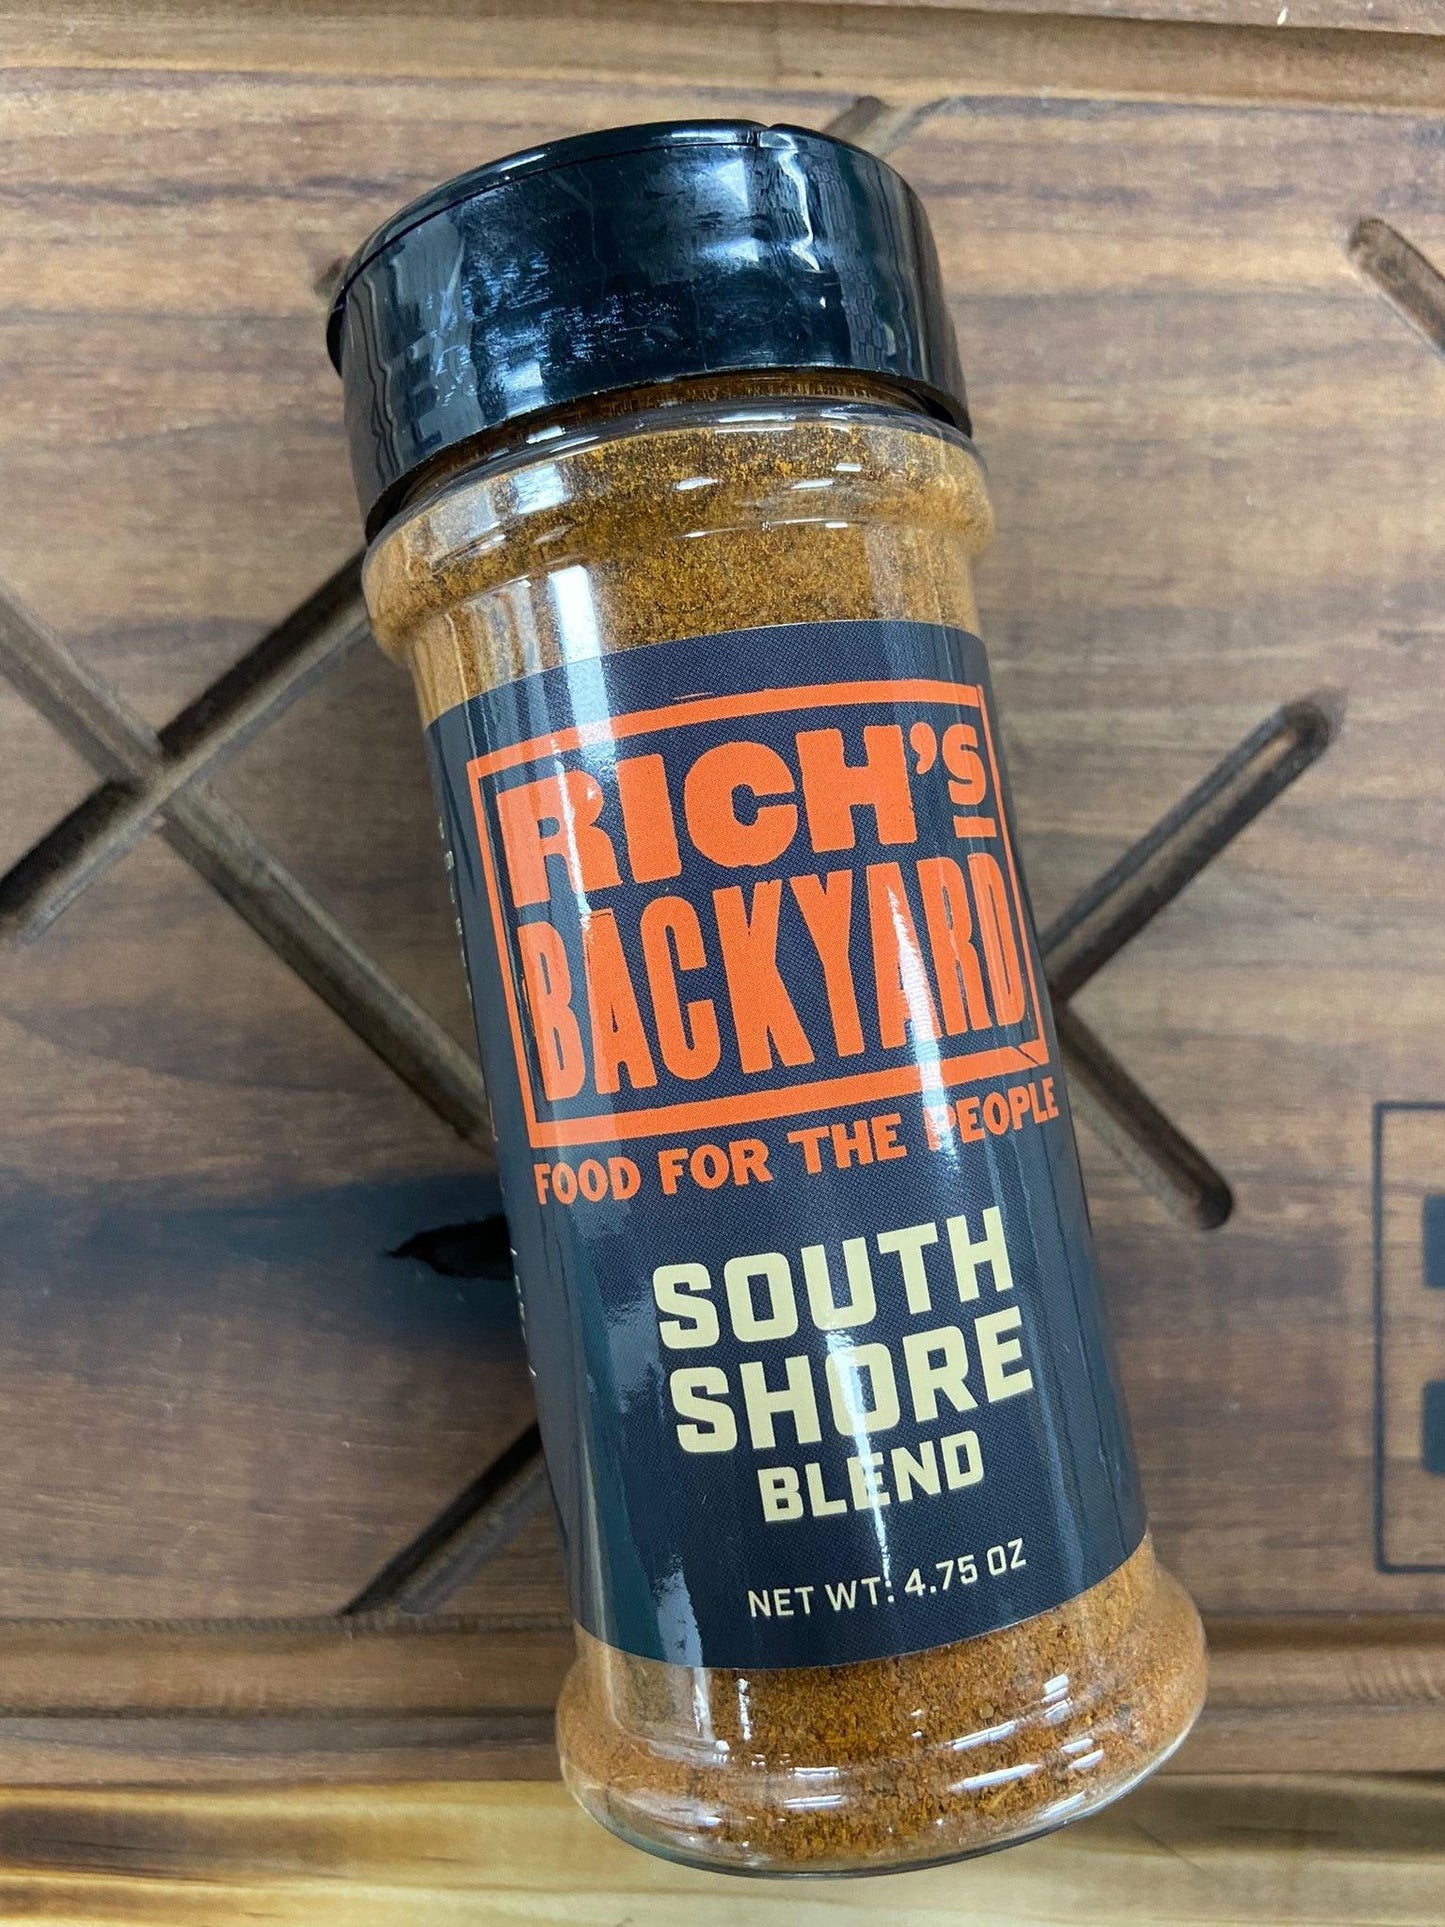 RICH'S
BACKYARD
FOOD FOR THE PEOPLE
SOUTH
SHORE
BLEND
NET WT: 4.75 OZ